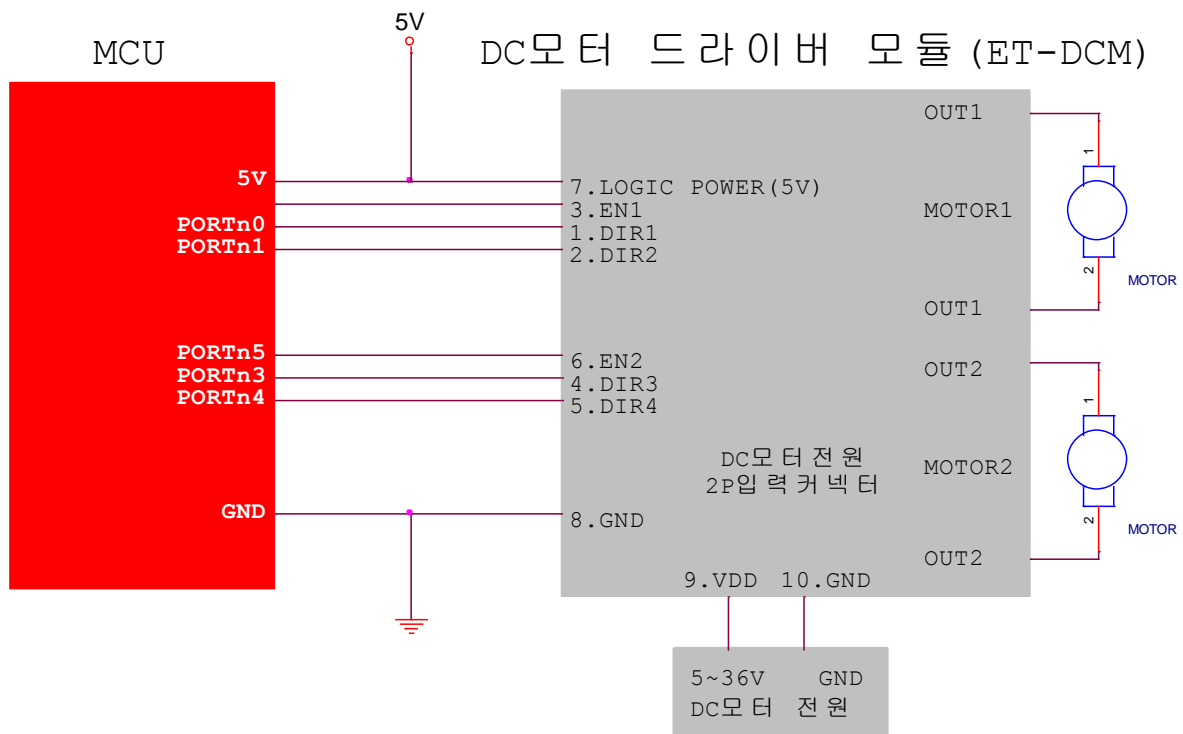 5V
MCU
DC모터 드라이버 모듈(ET-DCM)
5V
PORTn0
PORTn1
PORTn5
PORTn3
PORTn4
GND
7.LOGIC POWER(5V)
3.EN1
1.DIR1
2.DIR2
6.EN2
4.DIR3
5.DIR4
8.GND
DC모터전원
2P입력커넥터
9.VDD 10.GND
OUT1
MOTOR1
OUT1
OUT2
MOTOR2
OUT2
1
2
MOTOR
1
2
MOTOR
5~36V GND
DC모터 전원